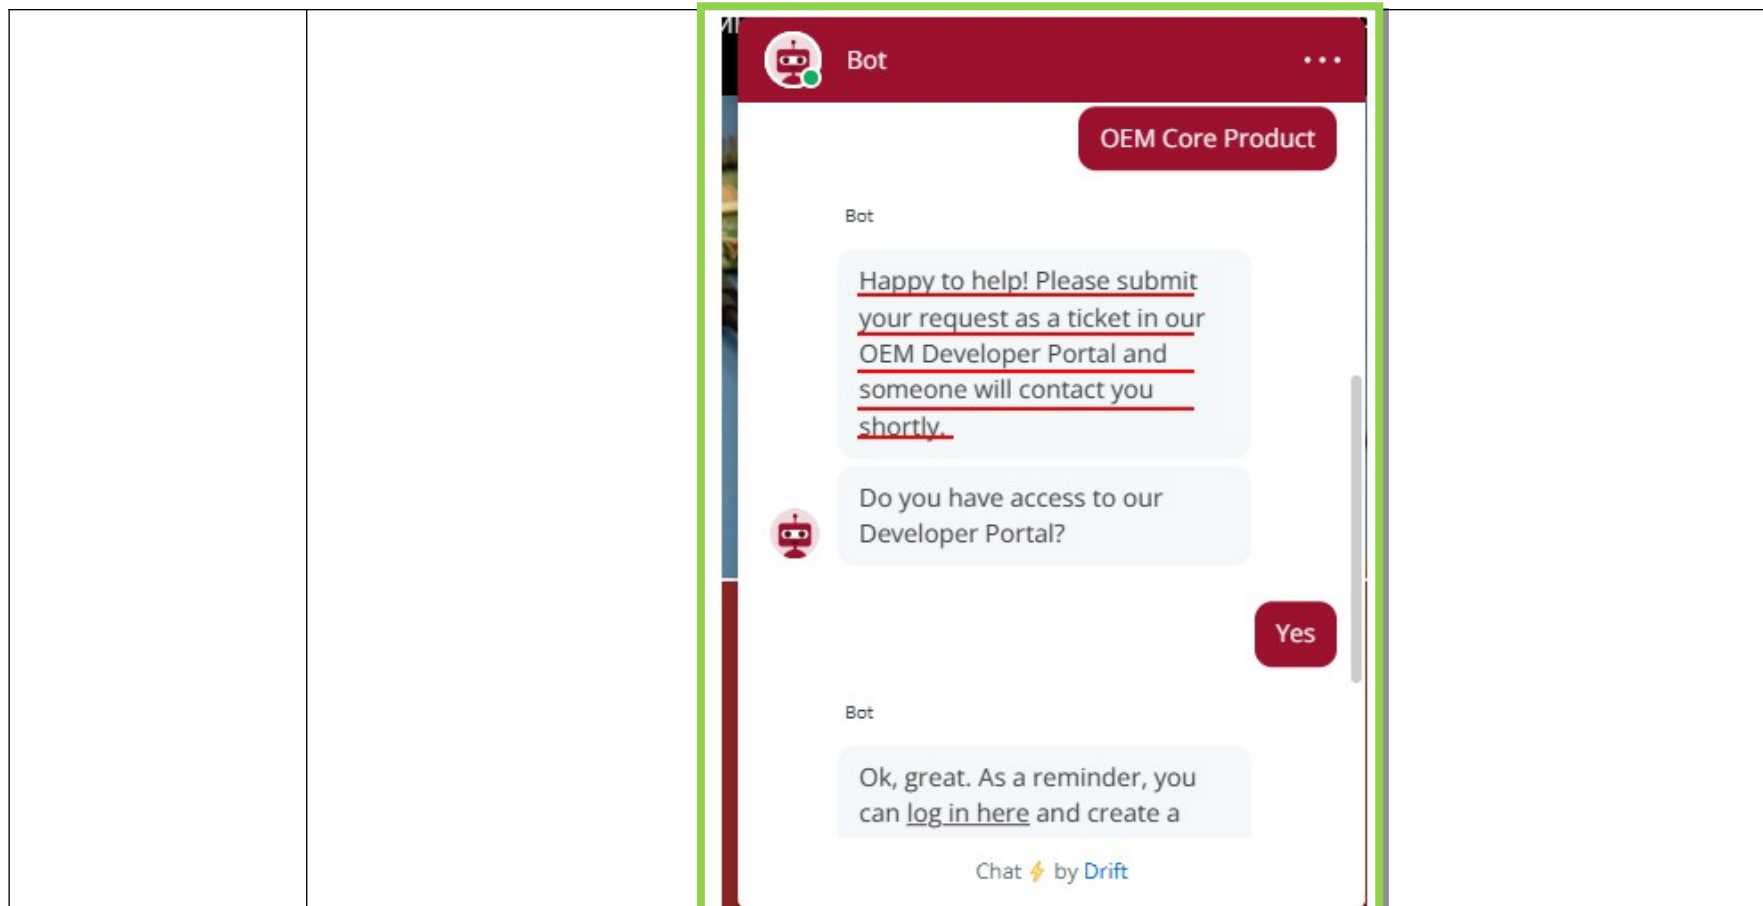 Bot
OEM Core Product
Bot
Happy to help! Please submit
your request as a ticket in our
OEM Developer Portal and
someone will contact you
shortly.
Do you have access to our
Developer Portal?
Yes
Bot
Ok, great. As a reminder, you
can log in here and create a
Chat ⚡ by Drift